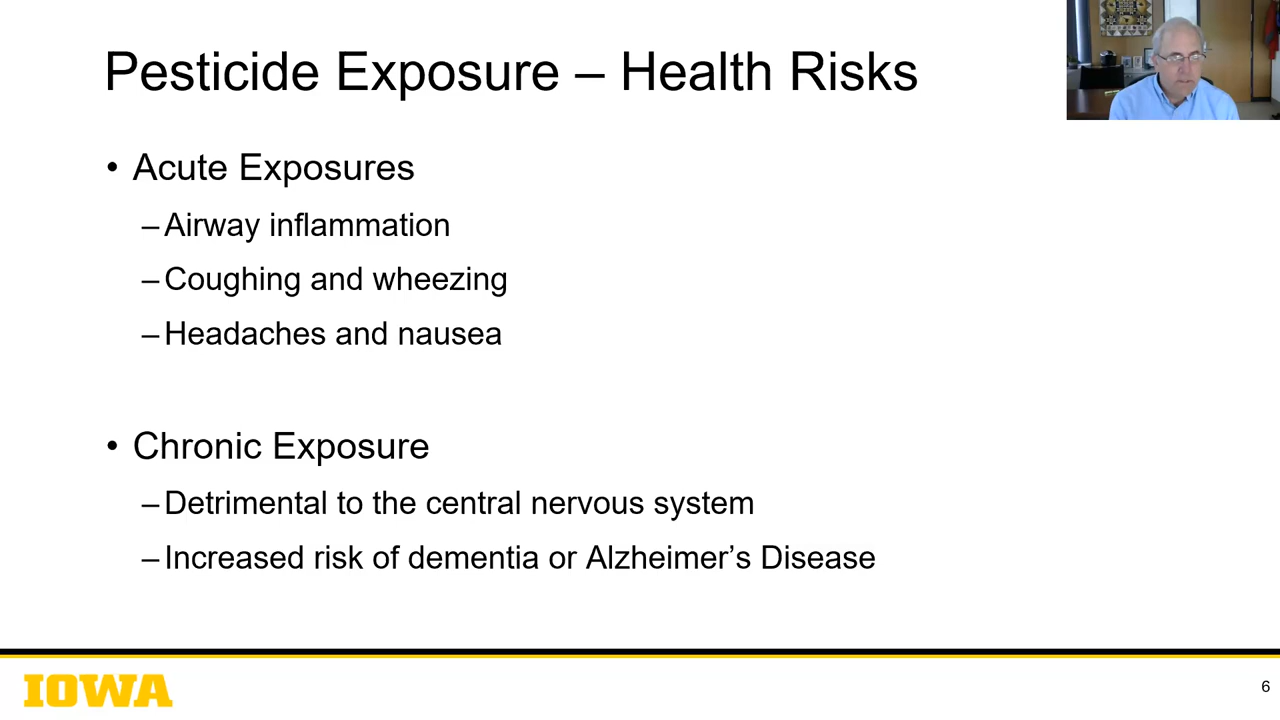 Pesticide Exposure – Health Risks
• Acute Exposures
– Airway inflammation
– Coughing and wheezing
– Headaches and nausea
• Chronic Exposure
– Detrimental to the central nervous system
– Increased risk of dementia or Alzheimer’s Disease
IOWA
6